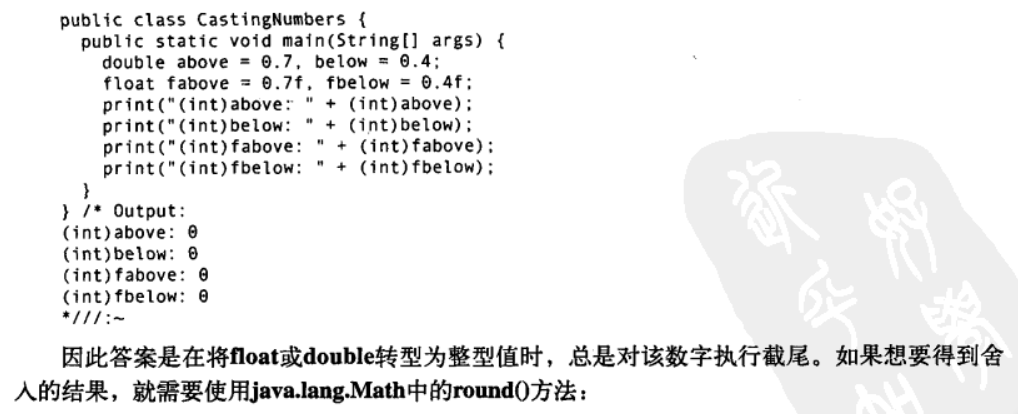 public class CastingNumbers {
  public static void main(String[] args) {
    double above = 0.7, below = 0.4;
    float fabove = 0.7f, fbelow = 0.4f;
    print("(int)above: " + (int)above);
    print("(int)below: " + (int)below);
    print("(int)fabove: " + (int)fabove);
    print("(int)fbelow: " + (int)fbelow);
  }
} /* Output:
(int)above: 0
(int)below: 0
(int)fabove: 0
(int)fbelow: 0
*///:~
因此答案是在将float或double转型为整型值时，总是对该数字执行截尾。如果想要得到舍
入的结果，就需要使用java.lang.Math中的round()方法：